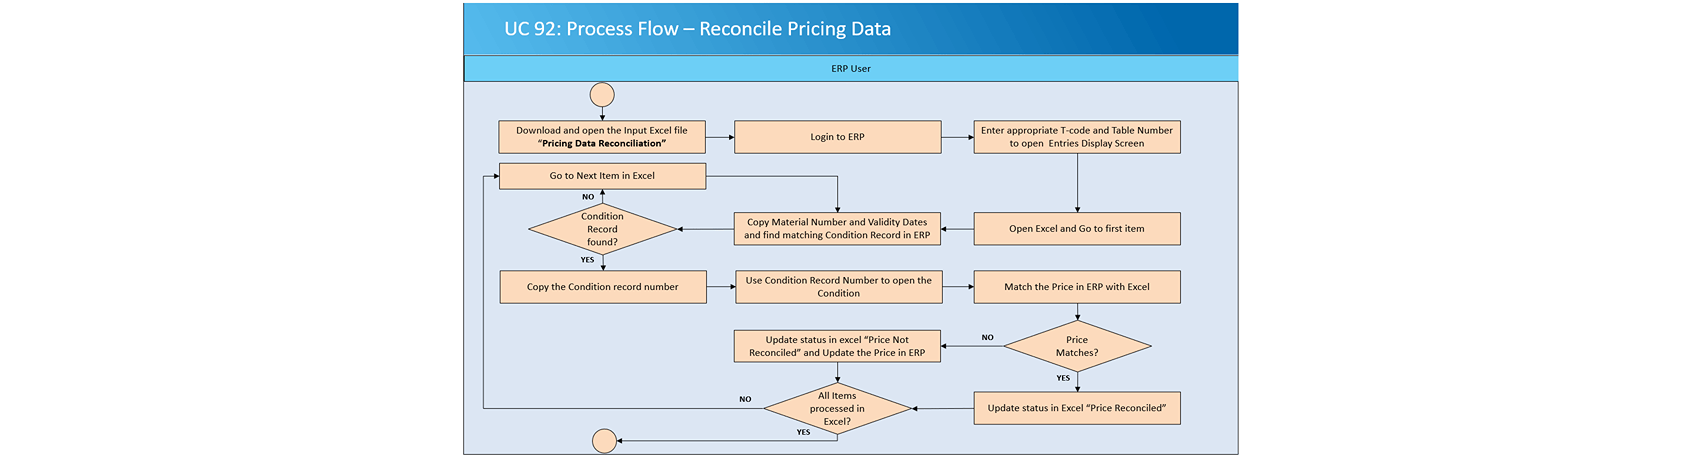 UC 92: Process Flow – Reconcile Pricing Data
ERP User
Download and open the Input Excel file
“Pricing Data Reconciliation”
Login to ERP
Enter appropriate T-code and Table Number
to open Entries Display Screen
Go to Next Item in Excel
NO
Condition
Record
found?
YES
Copy Material Number and Validity Dates
and find matching Condition Record in ERP
Open Excel and Go to first item
Copy the Condition record number
Use Condition Record Number to open the
Condition
Match the Price in ERP with Excel
Update status in excel “Price Not
Reconciled” and Update the Price in ERP
NO
Price
Matches?
YES
NO
All Items
processed in
Excel?
YES
Update status in Excel “Price Reconciled”